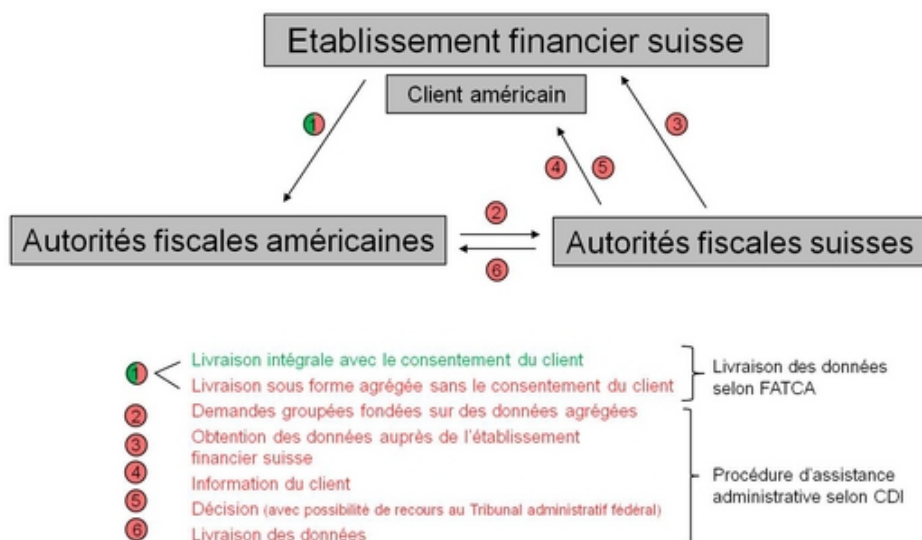 Etablissement financier suisse
Client américain
1
3
4 5
2
Autorités fiscales américaines
Autorités fiscales suisses
6
1
Livraison intégrale avec le consentement du client
Livraison sous forme agrégée sans le consentement du client
Livraison des données
selon FATCA
2 Demandes groupées fondées sur des données agrégées
3 Obtention des données auprès de l'établissement
financier suisse
4 Information du client
5 Décision (avec possibilité de recours au Tribunal administratif fédéral)
6 Livraison des données
Procédure d'assistance
administrative selon CDI